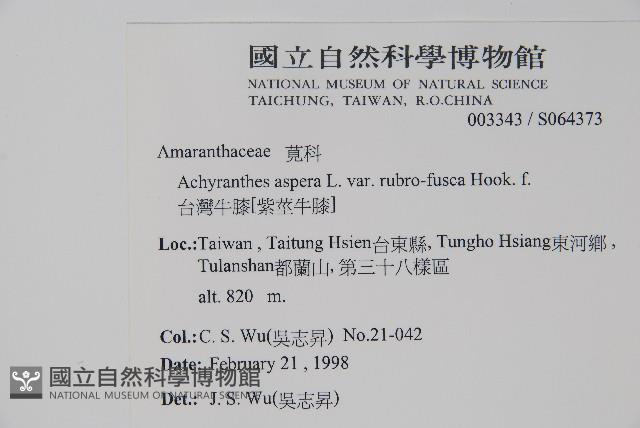 國立自然科學博物館
NATIONAL MUSEUM OF NATURAL SCIENCE
TAICHUNG, TAIWAN, R.O.CHINA
003343 / S064373
Amaranthaceae 莧科
Achyranthes aspera L. var. rubro-fusca Hook. f.
台灣牛膝[紫莖牛膝]
Loc.:Taiwan , Taitung Hsien台東縣, Tungho Hsiang東河鄉 ,
Tulanshan都蘭山, 第三十八樣區
alt. 820 m.
Col.: C. S. Wu(吳志昇) No.21-042
Date: February 21 , 1998
Det.: J. S. Wu(吳志昇)
國立自然科學博物館
NATIONAL MUSEUM OF NATURAL SCIENCE